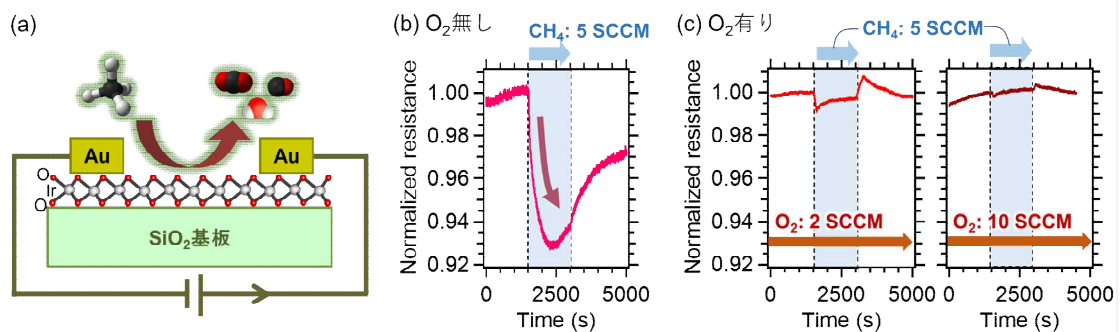 (a)
Au
Au
O
Ir
O
SiO₂基板
(b) O₂無し
CH₄: 5 SCCM
Normalized resistance
1.00
0.98
0.96
0.94
0.92
0
2500
5000
Time (s)
(c) O₂有り
CH₄: 5 SCCM
Normalized resistance
1.00
0.98
0.96
0.94
0.92
O₂: 2 SCCM
0
2500
5000
Time (s)
O₂: 10 SCCM
0
2500
5000
Time (s)